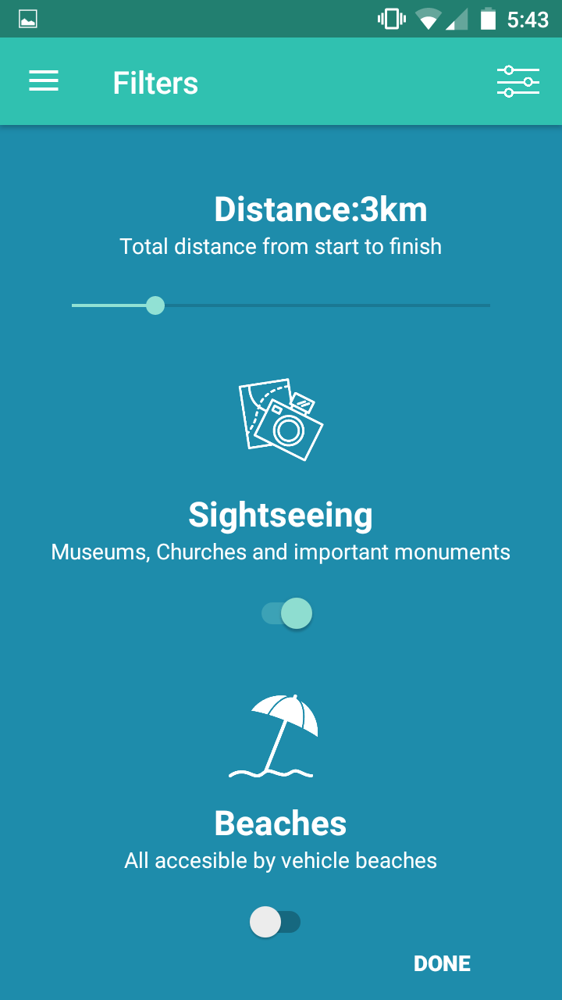 5:43
Filters
Distance:3km
Total distance from start to finish
Sightseeing
Museums, Churches and important monuments
Beaches
All accesible by vehicle beaches
DONE